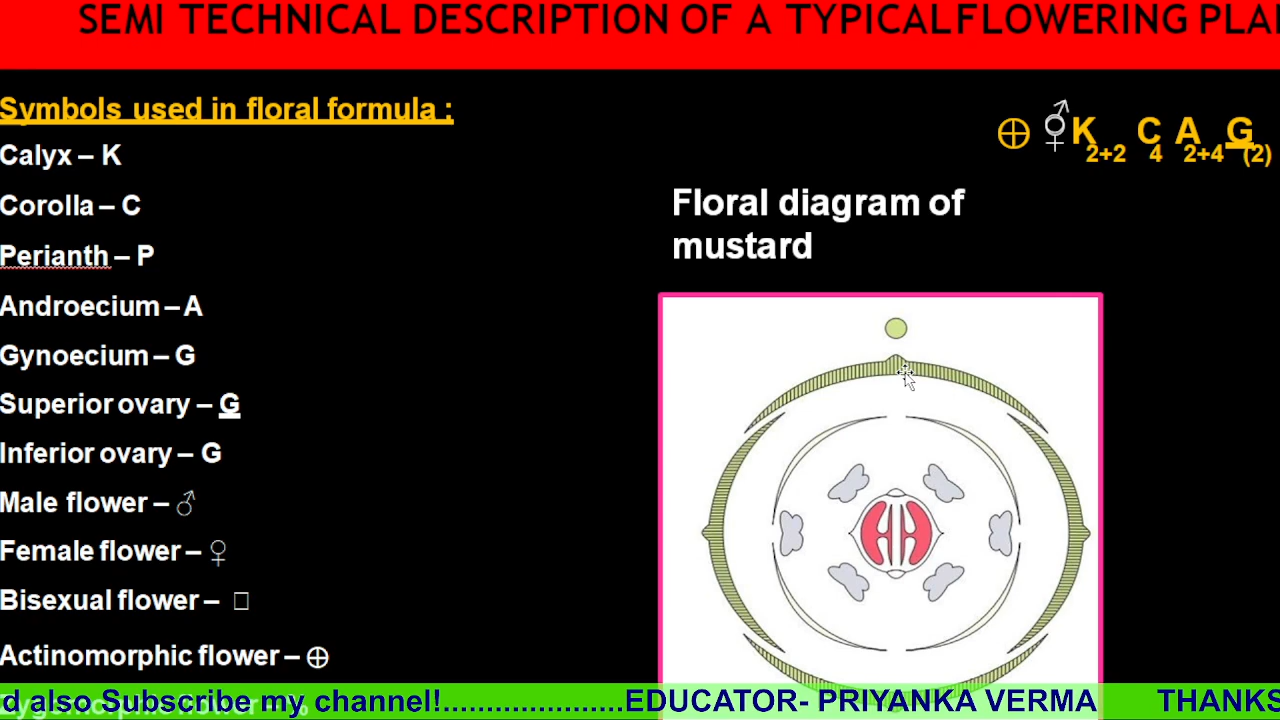 SEMI TECHNICAL DESCRIPTION OF A TYPICAL FLOWERING PLA
Symbols used in floral formula :
Calyx – K
Corolla – C
Perianth – P
Androecium – A
Gynoecium – G
Superior ovary – G
Inferior ovary – G
Male flower – ♂
Female flower – ♀
Bisexual flower – □
Actinomorphic flower – ⊕
⊕ ⚥ K2+2 C4 A2+4 G(2)
Floral diagram of
mustard
d also Subscribe my channel!.....................EDUCATOR- PRIYANKA VERMA THANKS